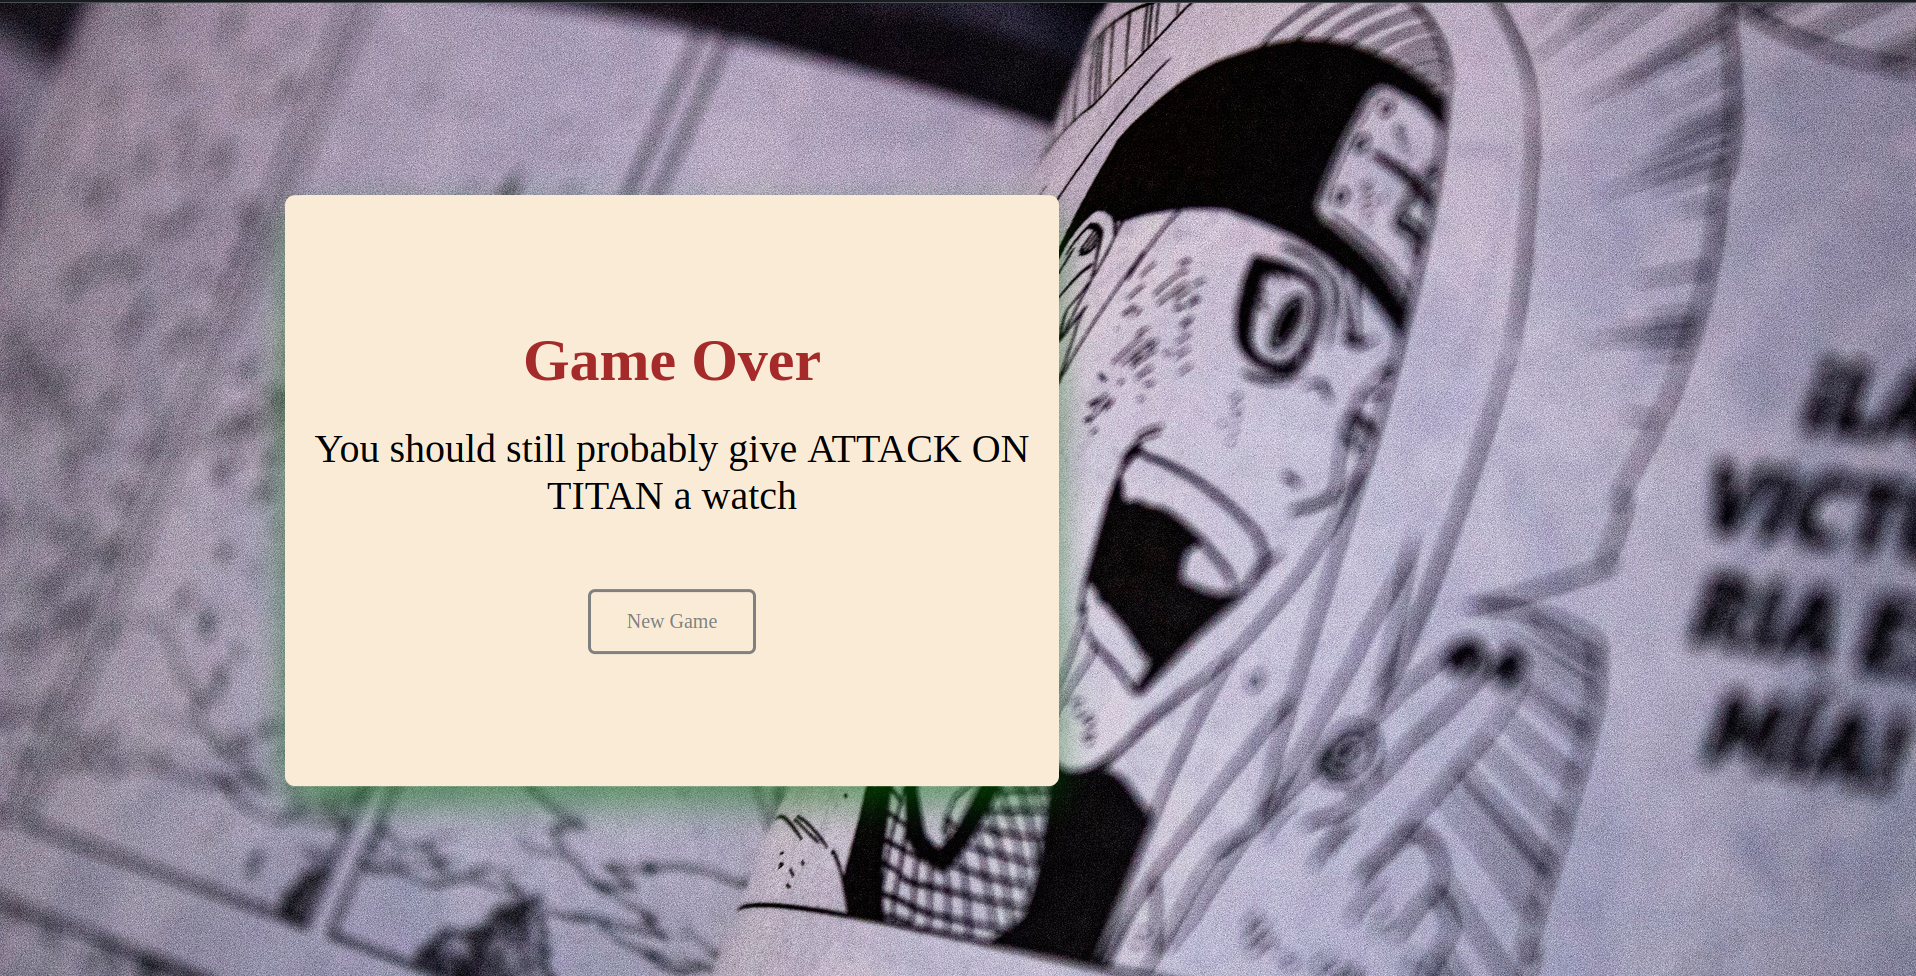 Game Over
You should still probably give ATTACK ON
TITAN a watch
New Game